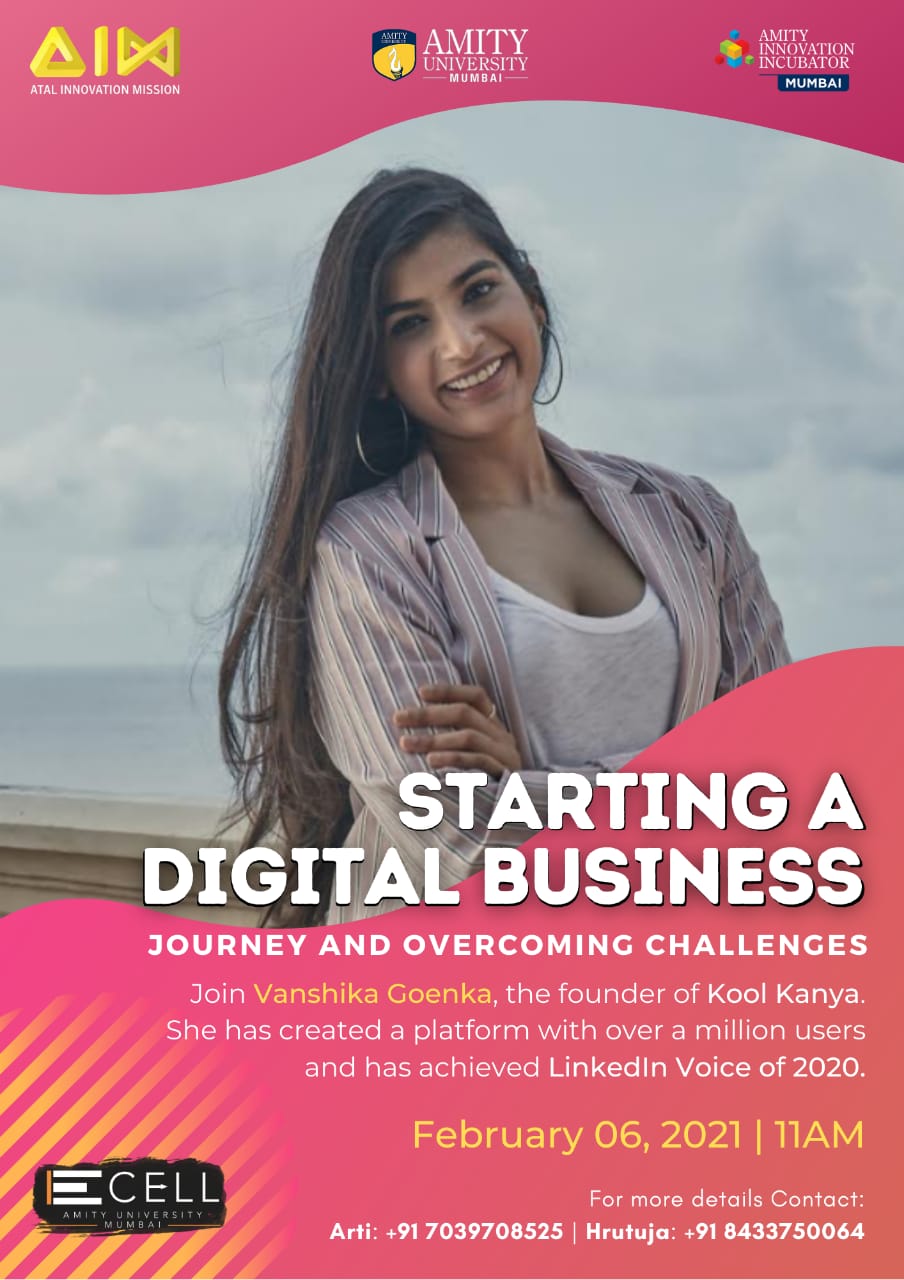 AIM
ATAL INNOVATION MISSION
AMITY
UNIVERSITY
AMITY
UNIVERSITY
MUMBAI
AMITY
INNOVATION
INCUBATOR
MUMBAI
STARTING A
DIGITAL BUSINESS
JOURNEY AND OVERCOMING CHALLENGES
Join Vanshika Goenka, the founder of Kool Kanya.
She has created a platform with over a million users
and has achieved LinkedIn Voice of 2020.
February 06, 2021 | 11AM
ECELL
AMITY UNIVERSITY
MUMBAI
For more details Contact:
Arti: +91 7039708525 | Hrutuja: +91 8433750064